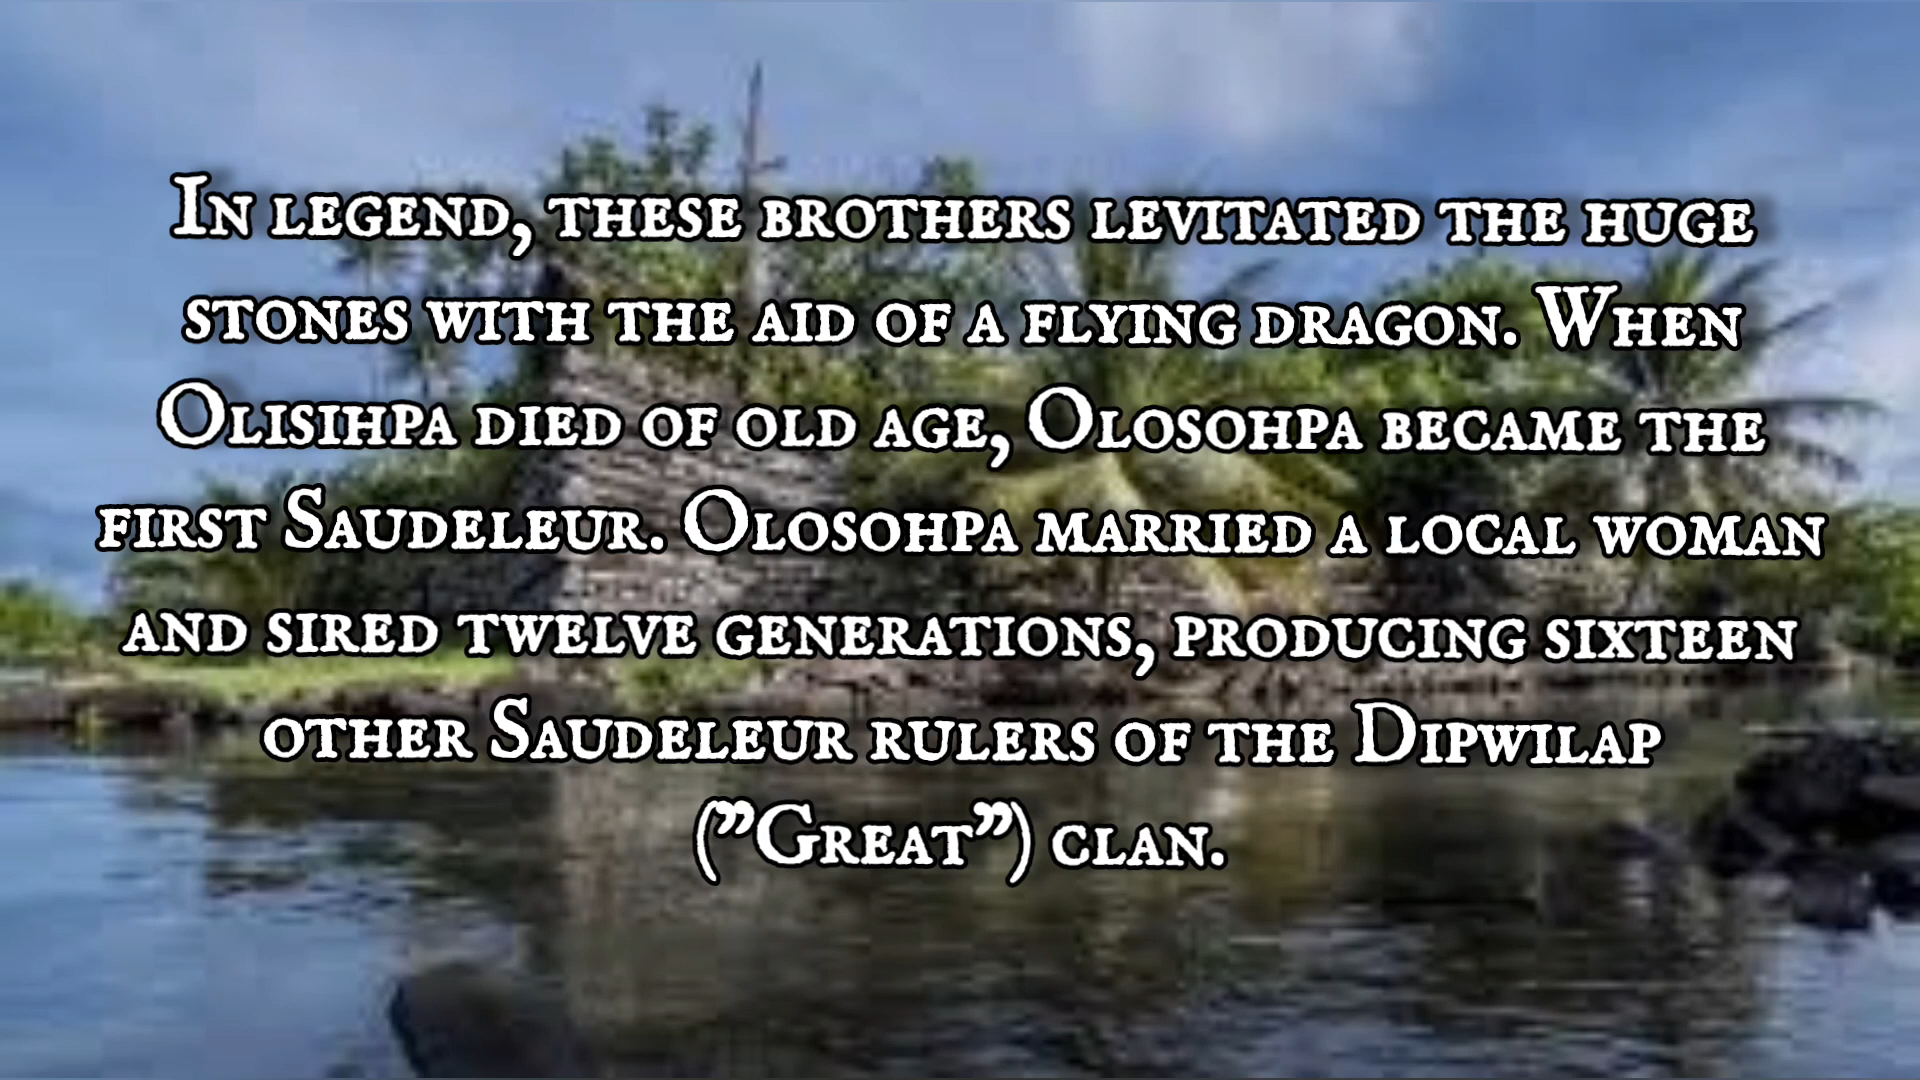 In legend, these brothers levitated the huge
stones with the aid of a flying dragon. When
Olisihpa died of old age, Olosohpa became the
first Saudeleur. Olosohpa married a local woman
and sired twelve generations, producing sixteen
other Saudeleur rulers of the Dipwilap
(”Great”) clan.